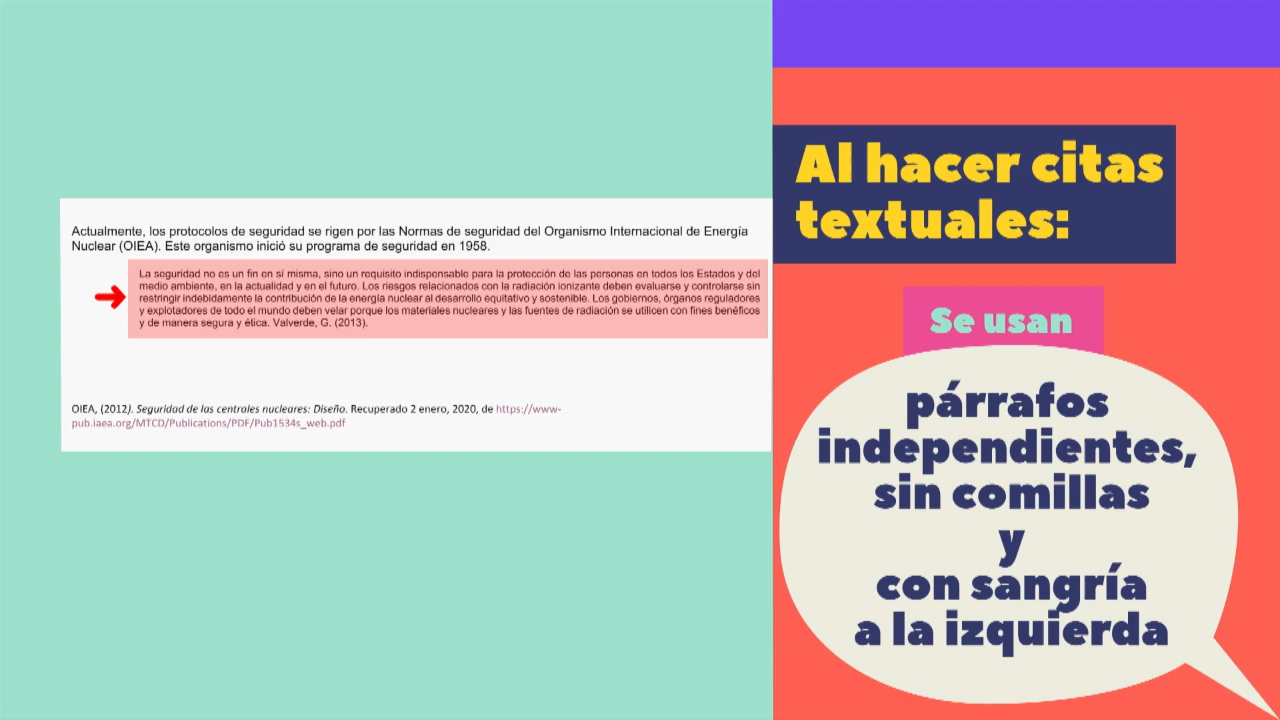 Actualmente, los protocolos de seguridad se rigen por las Normas de seguridad del Organismo Internacional de Energía
Nuclear (OIEA). Este organismo inició su programa de seguridad en 1958.
La seguridad no es un fin en sí misma, sino un requisito indispensable para la protección de las personas en todos los Estados y del
medio ambiente, en la actualidad y en el futuro. Los riesgos relacionados con la radiación ionizante deben evaluarse y controlarse sin
restringir indebidamente la contribución de la energía nuclear al desarrollo equitativo y sostenible. Los gobiernos, órganos reguladores
y explotadores de todo el mundo deben velar porque los materiales nucleares y las fuentes de radiación se utilicen con fines benéficos
y de manera segura y ética. Valverde, G. (2013).
OIEA, (2012). Seguridad de las centrales nucleares: Diseño. Recuperado 2 enero, 2020, de https://www-
pub.iaea.org/MTCD/Publications/PDF/Pub1534s_web.pdf
Al hacer citas
textuales:
Se usan
párrafos
independientes,
sin comillas
y
con sangría
a la izquierda